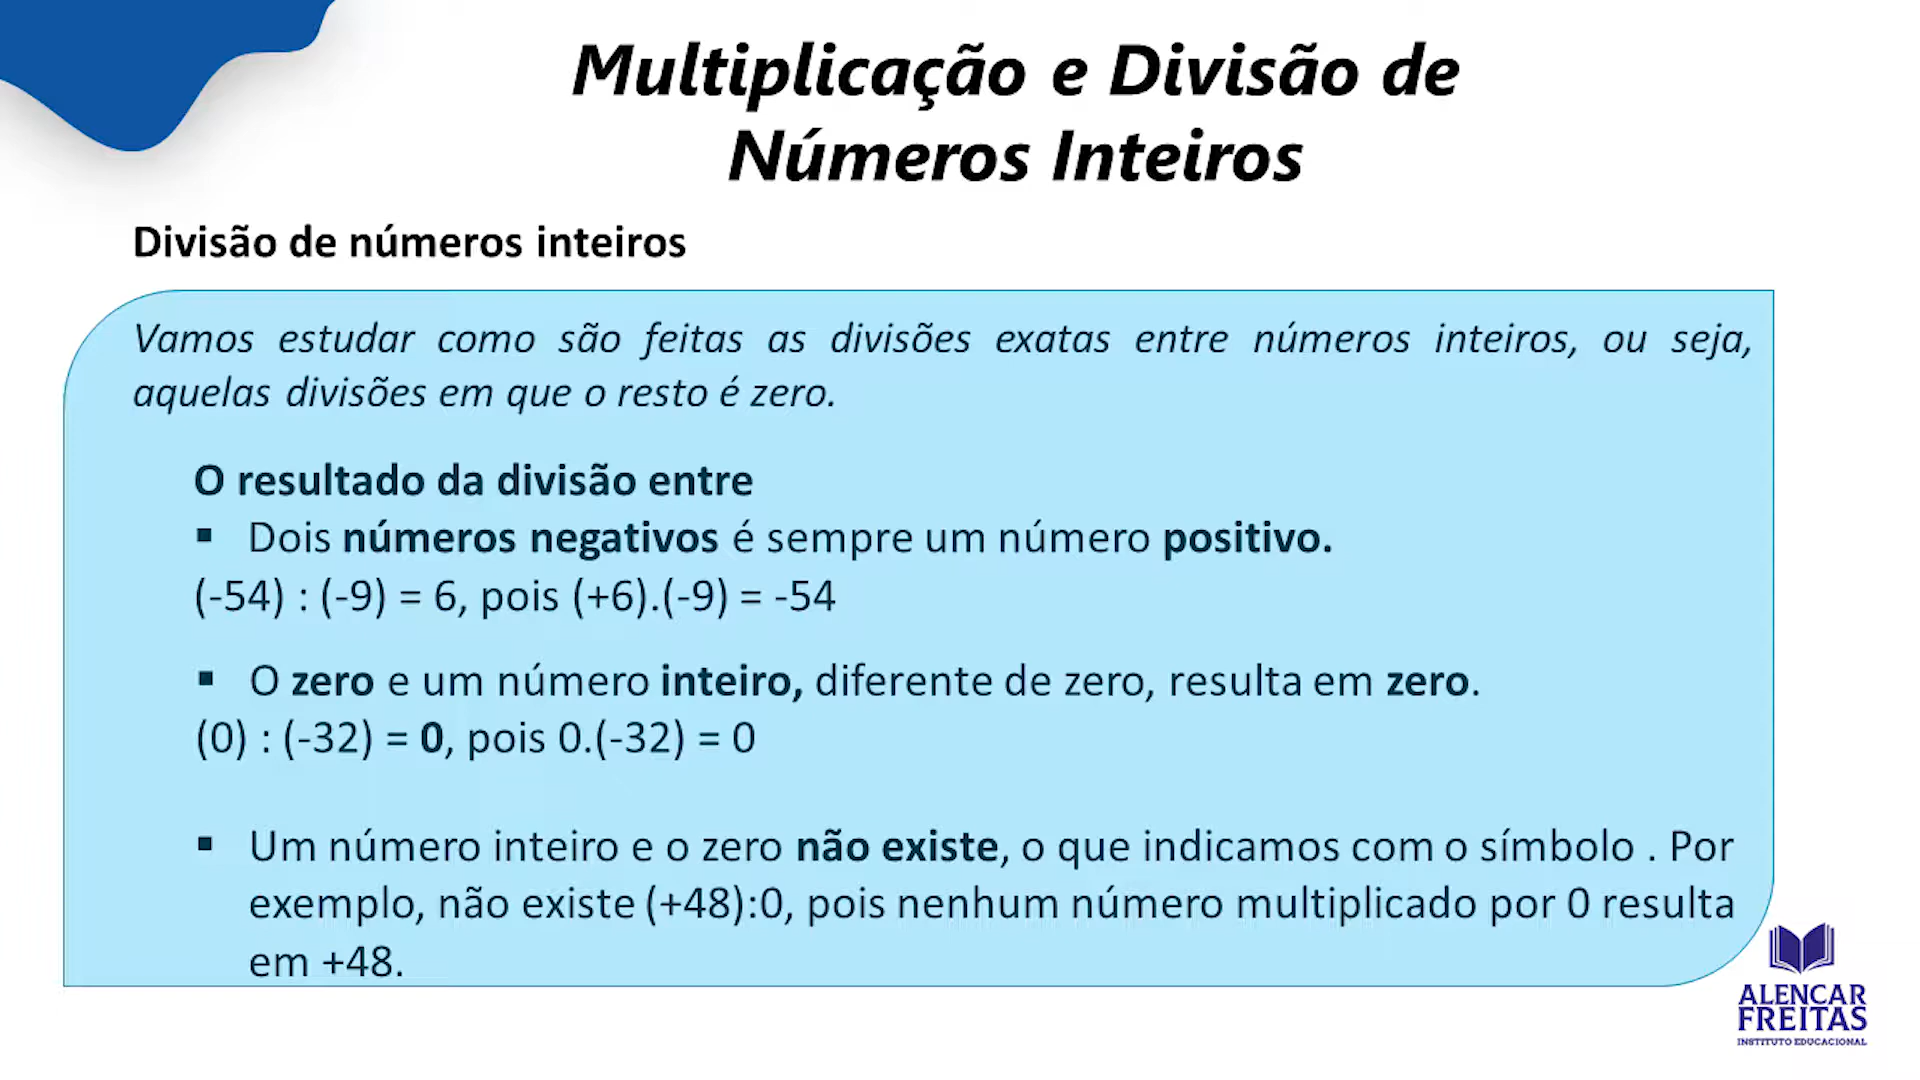 Multiplicação e Divisão de
Números Inteiros
Divisão de números inteiros
Vamos estudar como são feitas as divisões exatas entre números inteiros, ou seja,
aquelas divisões em que o resto é zero.
O resultado da divisão entre
▪ Dois números negativos é sempre um número positivo.
(-54) : (-9) = 6, pois (+6).(-9) = -54
▪ O zero e um número inteiro, diferente de zero, resulta em zero.
(0) : (-32) = 0, pois 0.(-32) = 0
▪ Um número inteiro e o zero não existe, o que indicamos com o símbolo . Por
exemplo, não existe (+48):0, pois nenhum número multiplicado por 0 resulta
em +48.
ALENCAR
FREITAS
INSTITUTO EDUCACIONAL